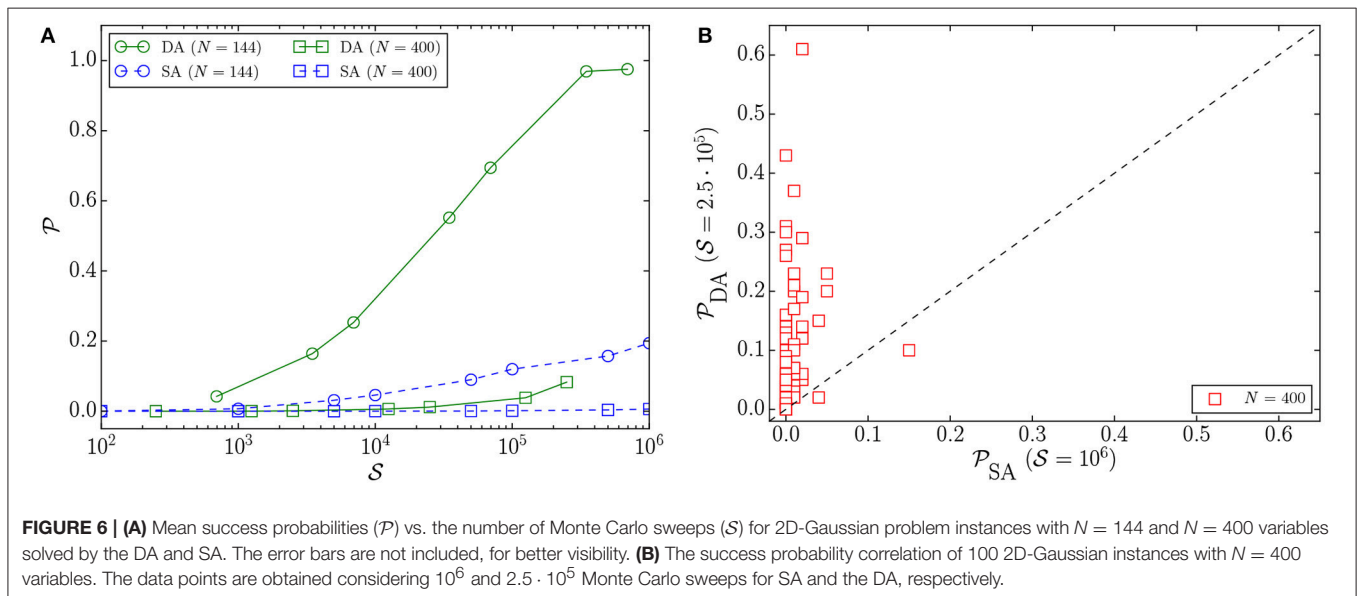 A
DA (N = 144)
SA (N = 144)
DA (N = 400)
SA (N = 400)
1.0
0.8
0.6
0.4
0.2
0.0
P
10² 10³ 10⁴ 10⁵ 10⁶
S
B
0.6
0.5
0.4
0.3
0.2
0.1
0.0
P_DA (S = 2.5 · 10⁵)
N = 400
0.0 0.1 0.2 0.3 0.4 0.5 0.6
P_SA (S = 10⁶)
FIGURE 6 | (A) Mean success probabilities (P) vs. the number of Monte Carlo sweeps (S) for 2D-Gaussian problem instances with N = 144 and N = 400 variables
solved by the DA and SA. The error bars are not included, for better visibility. (B) The success probability correlation of 100 2D-Gaussian instances with N = 400
variables. The data points are obtained considering 10⁶ and 2.5 · 10⁵ Monte Carlo sweeps for SA and the DA, respectively.